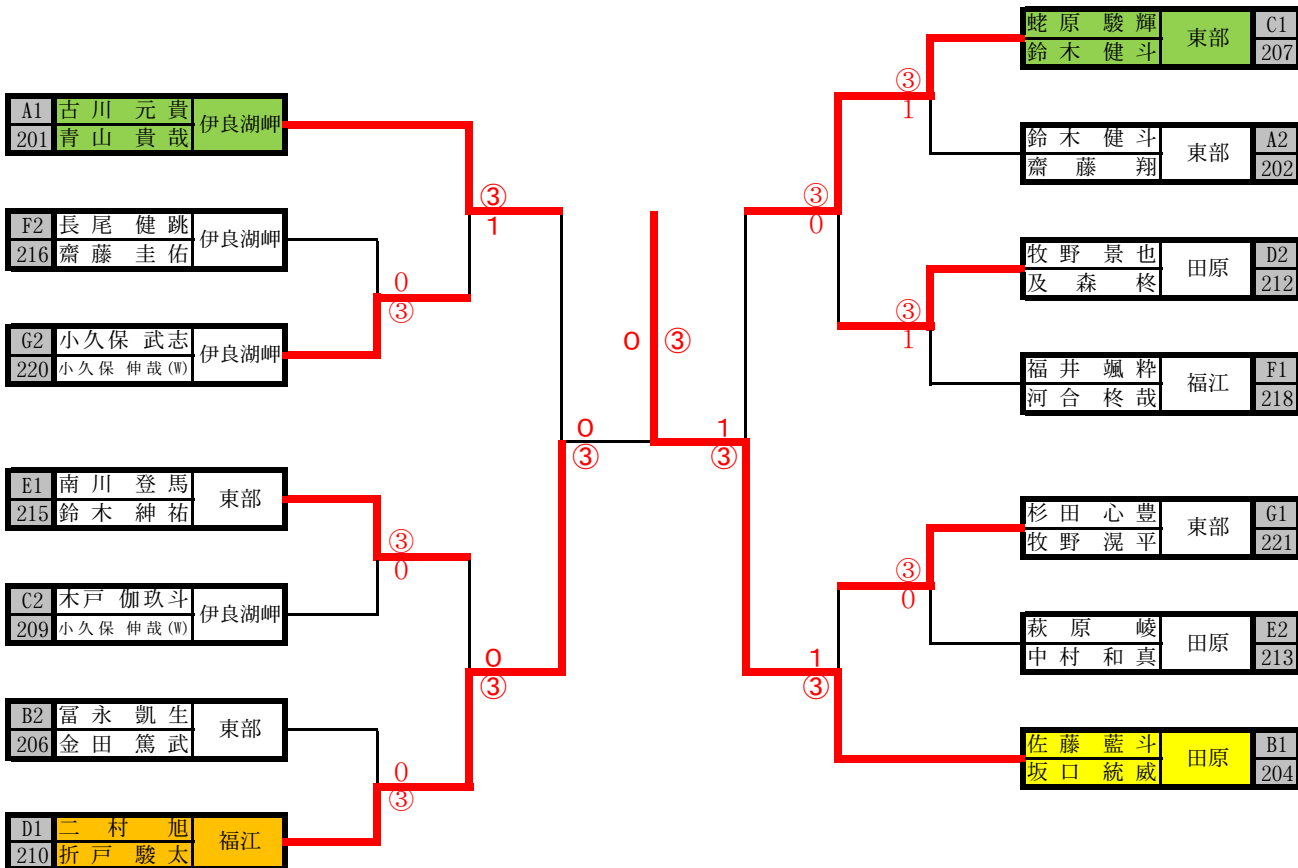 A1 古川 元貴 伊良湖岬
201 青山 貴哉
F2 長尾 健跳 伊良湖岬
216 齋藤 圭佑
G2 小久保 武志 伊良湖岬
220 小久保 伸哉(W)
E1 南川 登馬 東部
215 鈴木 紳祐
C2 木戸 伽玖斗 伊良湖岬
209 小久保 伸哉(W)
B2 冨永 凱生 東部
206 金田 篤武
D1 二村 旭 福江
210 折戸 駿太
③
1
0
③
③
0
0
③
0
③
0
③
0 ③
1
③
③
0
③
1
③
1
③
0
1
③
蛯原 駿輝 東部 C1
鈴木 健斗 207
鈴木 健斗 東部 A2
齋藤 翔 202
牧野 景也 田原 D2
及森 柊 212
福井 颯粋 福江 F1
河合 柊哉 218
杉田 心豊 東部 G1
牧野 滉平 221
萩原 崚 田原 E2
中村 和真 213
佐藤 藍斗 田原 B1
坂口 統威 204